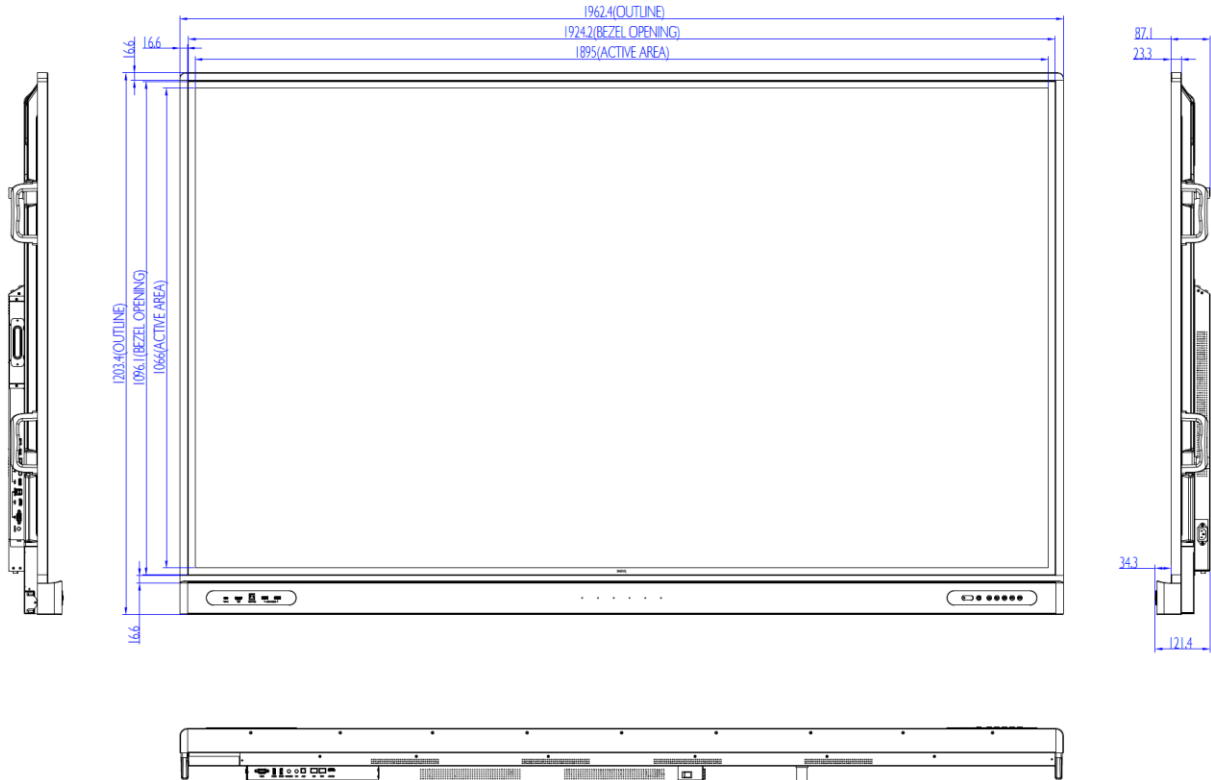 1962.4(OUTLINE)
1924.2(BEZEL OPENING)
1895(ACTIVE AREA)
16.6
16.6
87.1
23.3
1203.4(OUTLINE)
1096.1(BEZEL OPENING)
1066(ACTIVE AREA)
34.3
16.6
121.4